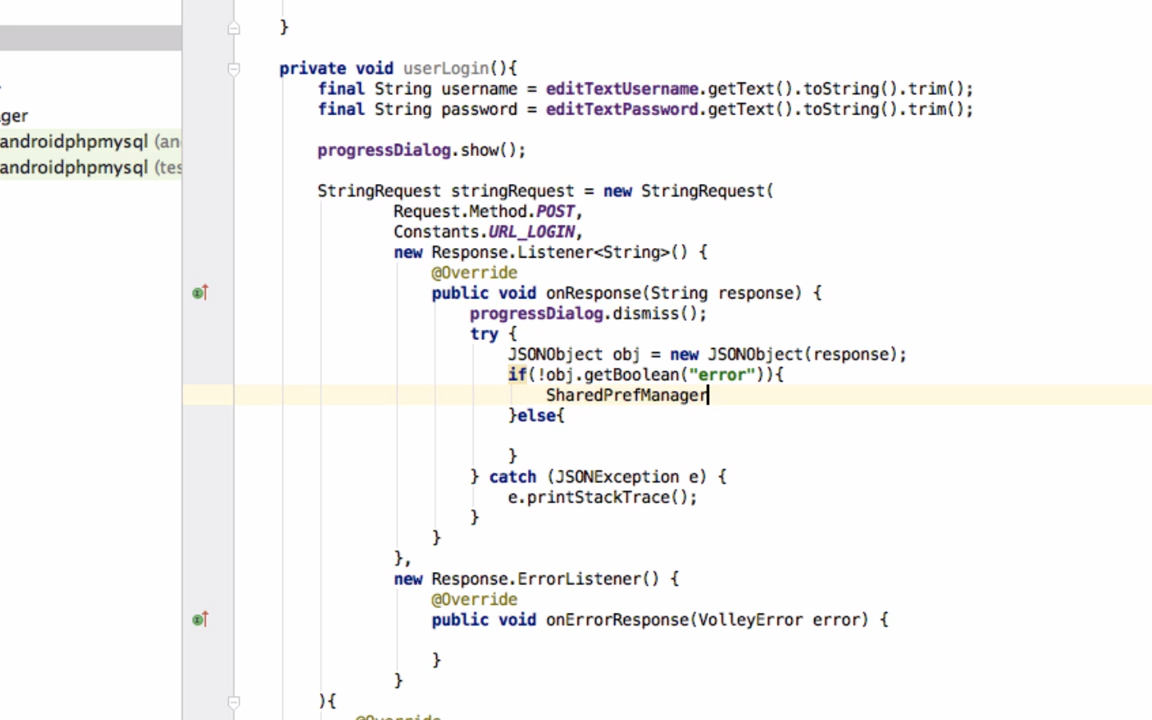 }
private void userLogin(){
final String username = editTextUsername.getText().toString().trim();
final String password = editTextPassword.getText().toString().trim();
ger
androidphpmysql (an
progressDialog.show();
androidphpmysql (tes
StringRequest stringRequest = new StringRequest(
Request.Method.POST,
Constants.URL_LOGIN,
new Response.Listener<String>() {
@Override
public void onResponse(String response) {
progressDialog.dismiss();
try {
JSONObject obj = new JSONObject(response);
if(!obj.getBoolean("error")){
SharedPrefManager
}else{
}
} catch (JSONException e) {
e.printStackTrace();
}
}
},
new Response.ErrorListener() {
@Override
public void onErrorResponse(VolleyError error) {
}
}
){
@Override